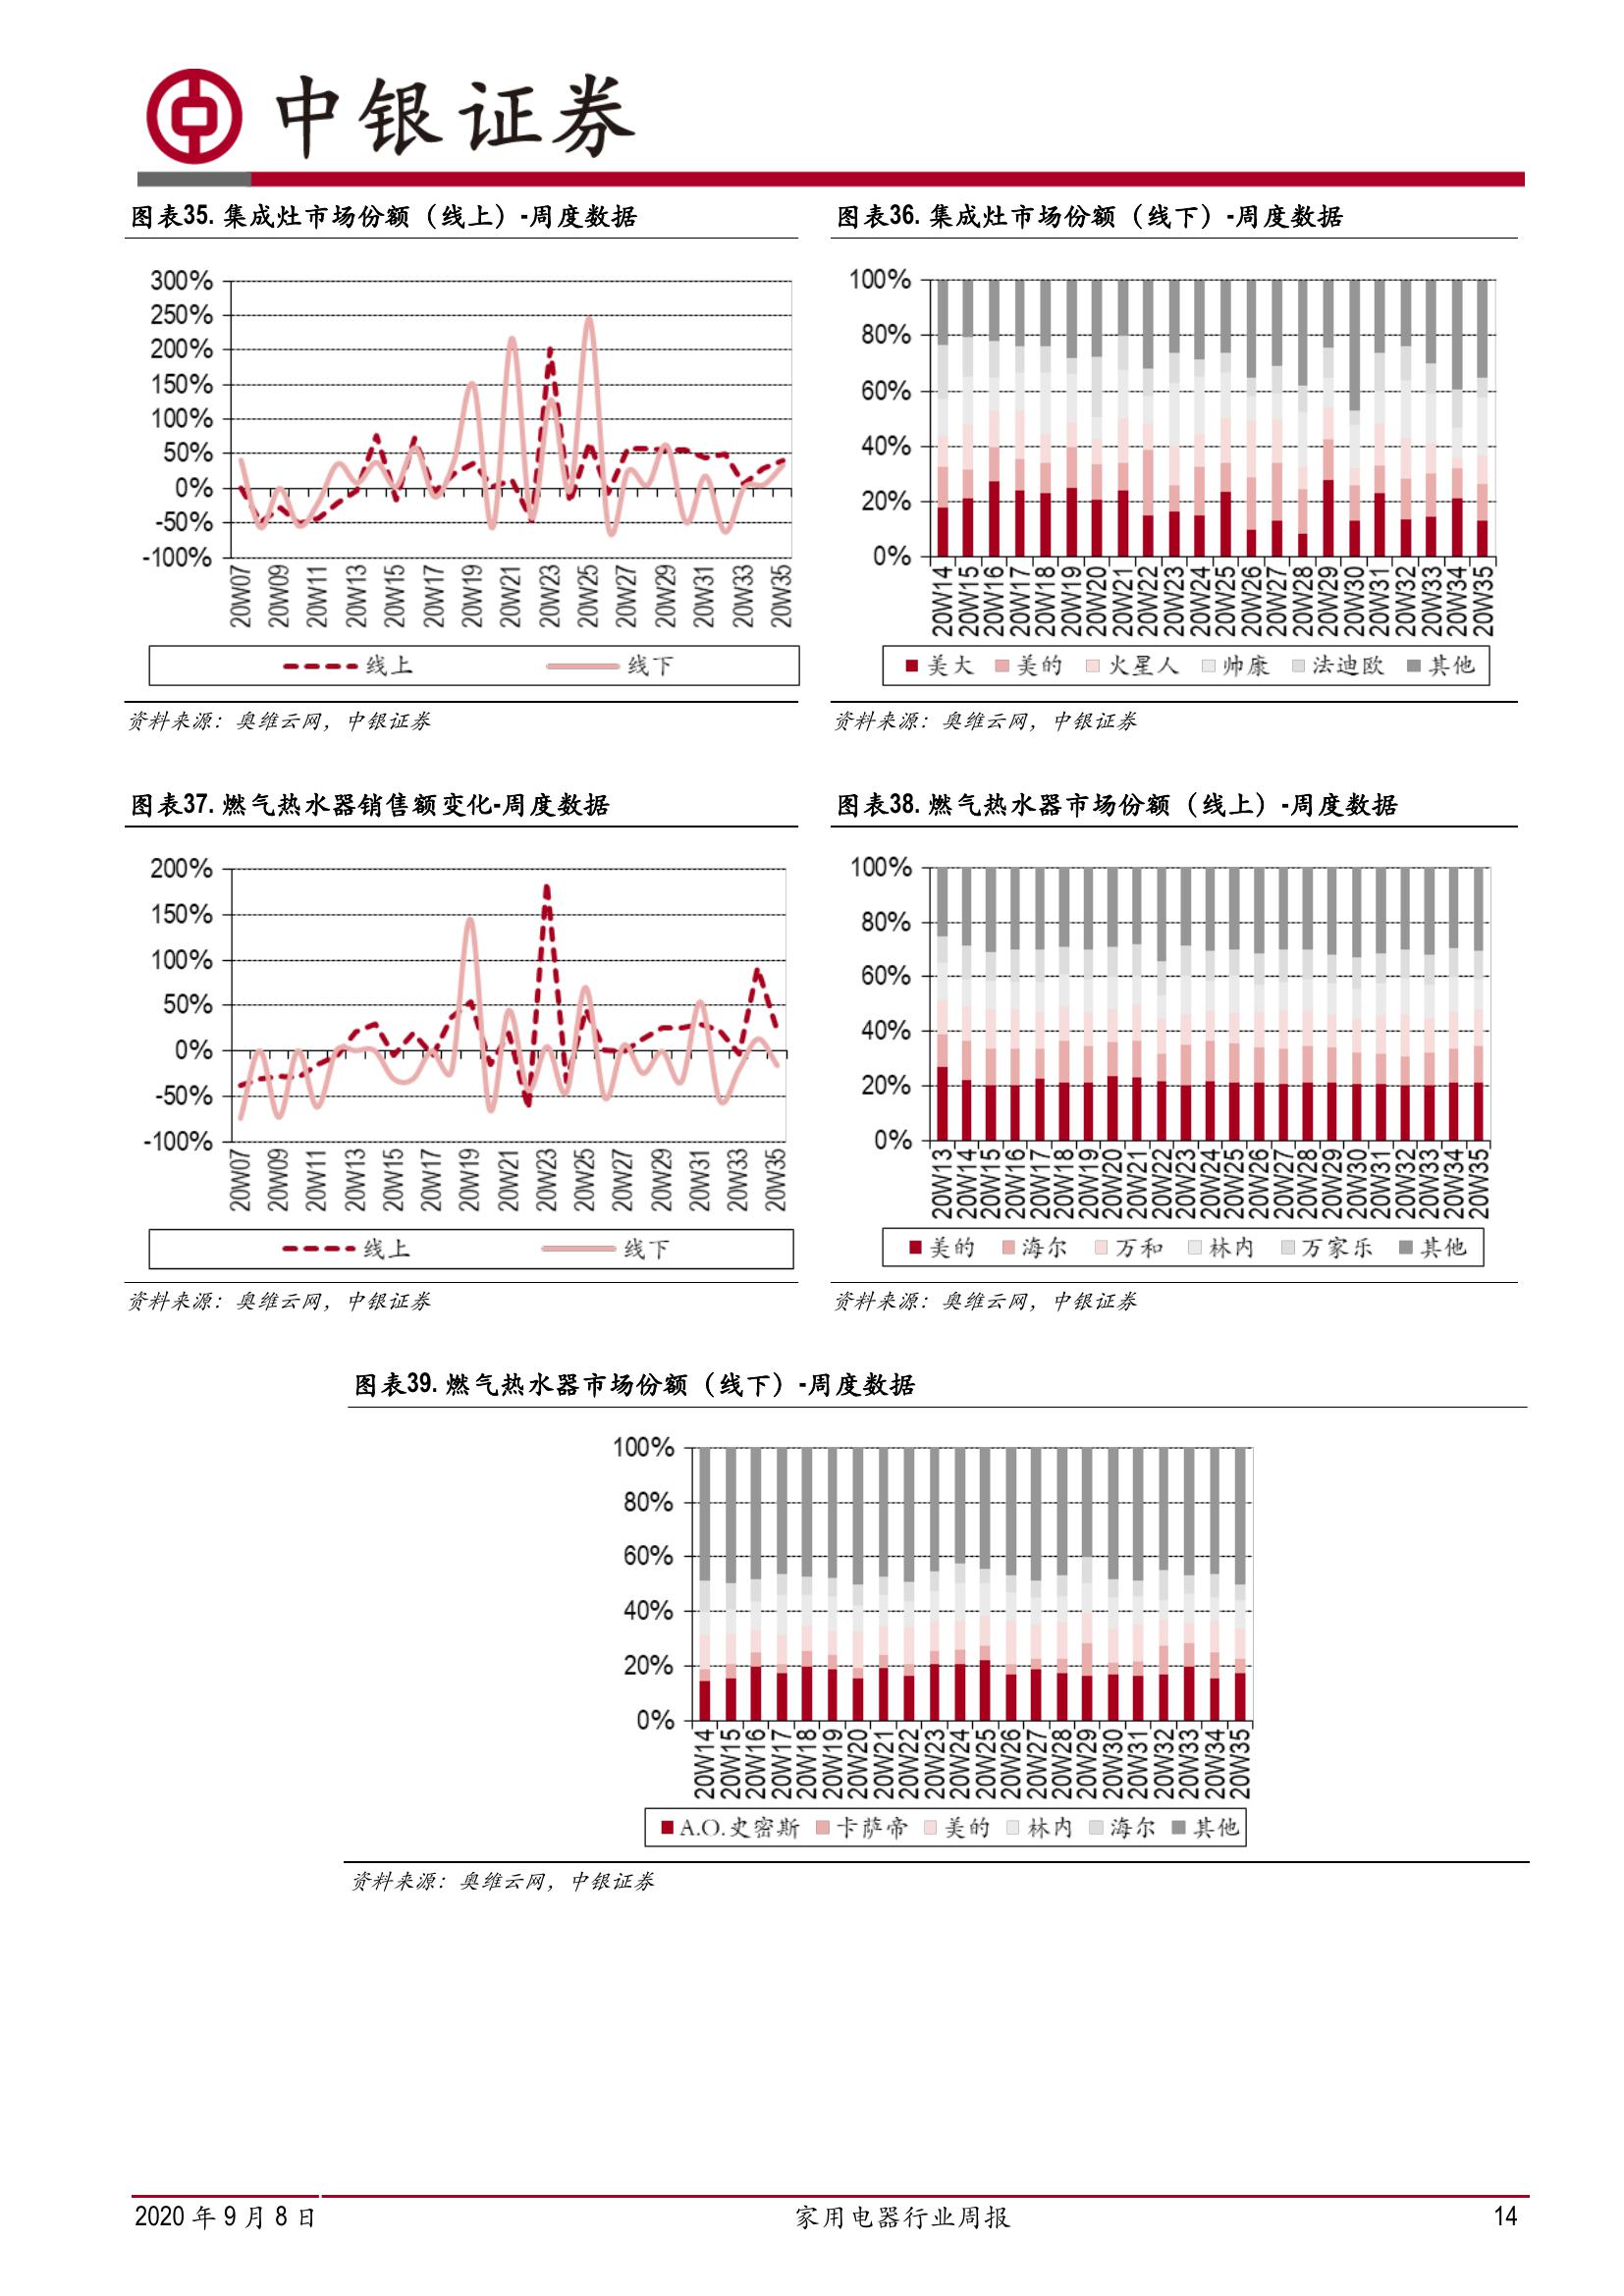 中银证券
图表35. 集成灶市场份额（线上）-周度数据
300%
250%
200%
150%
100%
50%
0%
-50%
-100%
20W07 20W09 20W11 20W13 20W15 20W17 20W19 20W21 20W23 20W25 20W27 20W29 20W31 20W33 20W35
线上 线下
资料来源：奥维云网，中银证券
图表36. 集成灶市场份额（线下）-周度数据
100%
80%
60%
40%
20%
0%
20W14 20W15 20W16 20W17 20W18 20W19 20W20 20W21 20W22 20W23 20W24 20W25 20W26 20W27 20W28 20W29 20W30 20W31 20W32 20W33 20W34 20W35
美大 美的 火星人 帅康 法迪欧 其他
资料来源：奥维云网，中银证券
图表37. 燃气热水器销售额变化-周度数据
200%
150%
100%
50%
0%
-50%
-100%
20W07 20W09 20W11 20W13 20W15 20W17 20W19 20W21 20W23 20W25 20W27 20W29 20W31 20W33 20W35
线上 线下
资料来源：奥维云网，中银证券
图表38. 燃气热水器市场份额（线上）-周度数据
100%
80%
60%
40%
20%
0%
20W13 20W14 20W15 20W16 20W17 20W18 20W19 20W20 20W21 20W22 20W23 20W24 20W25 20W26 20W27 20W28 20W29 20W30 20W31 20W32 20W33 20W34 20W35
美的 海尔 万和 林内 万家乐 其他
资料来源：奥维云网，中银证券
图表39. 燃气热水器市场份额（线下）-周度数据
100%
80%
60%
40%
20%
0%
20W14 20W15 20W16 20W17 20W18 20W19 20W20 20W21 20W22 20W23 20W24 20W25 20W26 20W27 20W28 20W29 20W30 20W31 20W32 20W33 20W34 20W35
A.O.史密斯 卡萨帝 美的 林内 海尔 其他
资料来源：奥维云网，中银证券
2020 年 9 月 8 日 家用电器行业周报 14